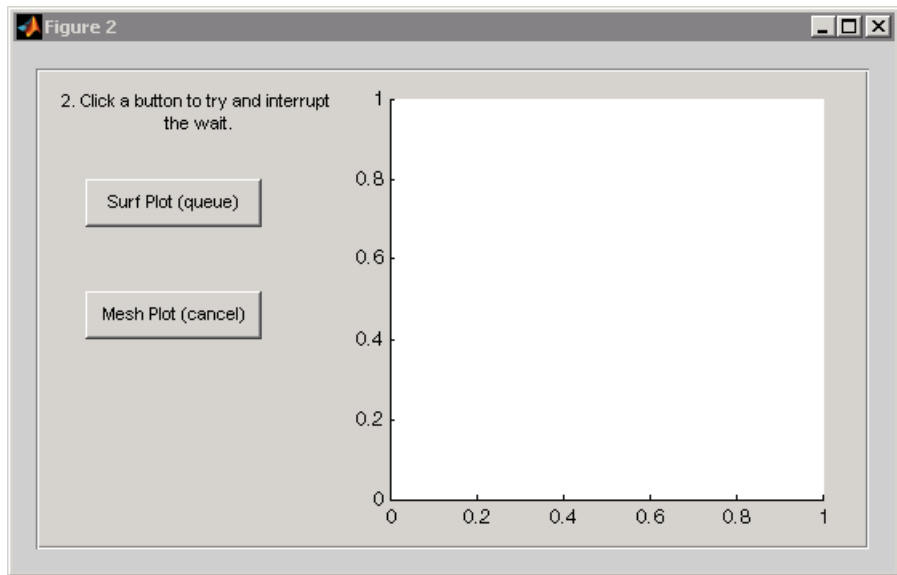 Figure 2
2. Click a button to try and interrupt
the wait.
Surf Plot (queue)
Mesh Plot (cancel)
1
0.8
0.6
0.4
0.2
0
0 0.2 0.4 0.6 0.8 1